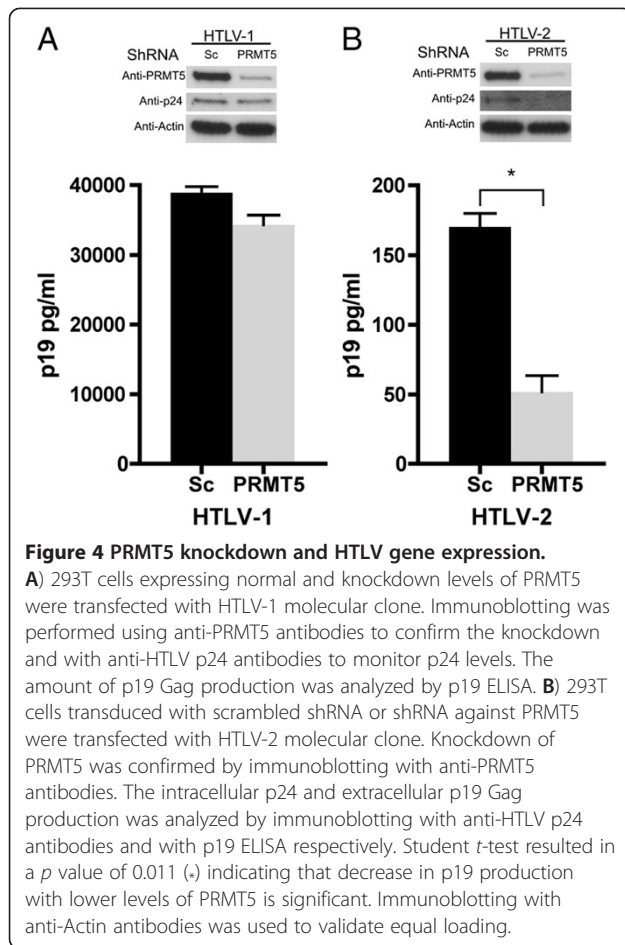 A
HTLV-1
ShRNA
Sc PRMT5
Anti-PRMT5
Anti-p24
Anti-Actin
40000
30000
20000
10000
0
p19 pg/ml
Sc PRMT5
HTLV-1
B
HTLV-2
ShRNA
Sc PRMT5
Anti-PRMT5
Anti-p24
Anti-Actin
200
150
100
50
0
p19 pg/ml
*
Sc PRMT5
HTLV-2
Figure 4 PRMT5 knockdown and HTLV gene expression.
A) 293T cells expressing normal and knockdown levels of PRMT5
were transfected with HTLV-1 molecular clone. Immunoblotting was
performed using anti-PRMT5 antibodies to confirm the knockdown
and with anti-HTLV p24 antibodies to monitor p24 levels. The
amount of p19 Gag production was analyzed by p19 ELISA. B) 293T
cells transduced with scrambled shRNA or shRNA against PRMT5
were transfected with HTLV-2 molecular clone. Knockdown of
PRMT5 was confirmed by immunoblotting with anti-PRMT5
antibodies. The intracellular p24 and extracellular p19 Gag
production was analyzed by immunoblotting with anti-HTLV p24
antibodies and with p19 ELISA respectively. Student t-test resulted in
a p value of 0.011 (*) indicating that decrease in p19 production
with lower levels of PRMT5 is significant. Immunoblotting with
anti-Actin antibodies was used to validate equal loading.